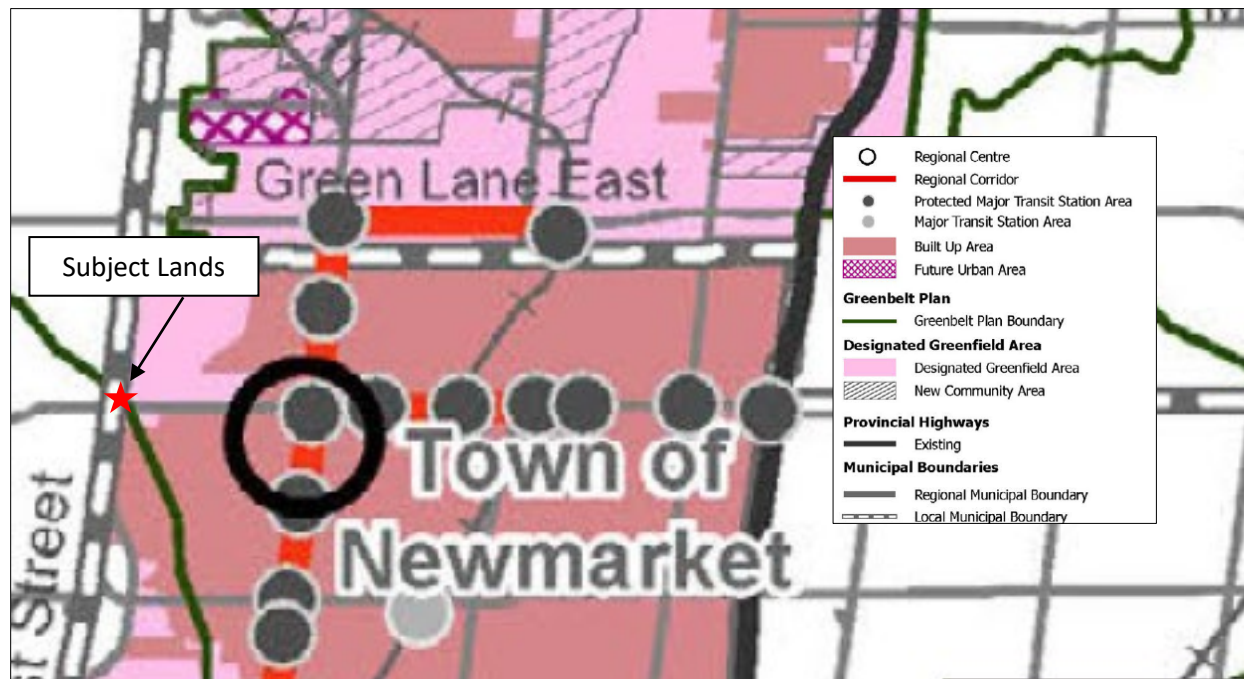 Green Lane East
Subject Lands
Town of
Newmarket
st Street
Regional Centre
Regional Corridor
Protected Major Transit Station Area
Major Transit Station Area
Built Up Area
Future Urban Area
Greenbelt Plan
Greenbelt Plan Boundary
Designated Greenfield Area
Designated Greenfield Area
New Community Area
Provincial Highways
Existing
Municipal Boundaries
Regional Municipal Boundary
Local Municipal Boundary